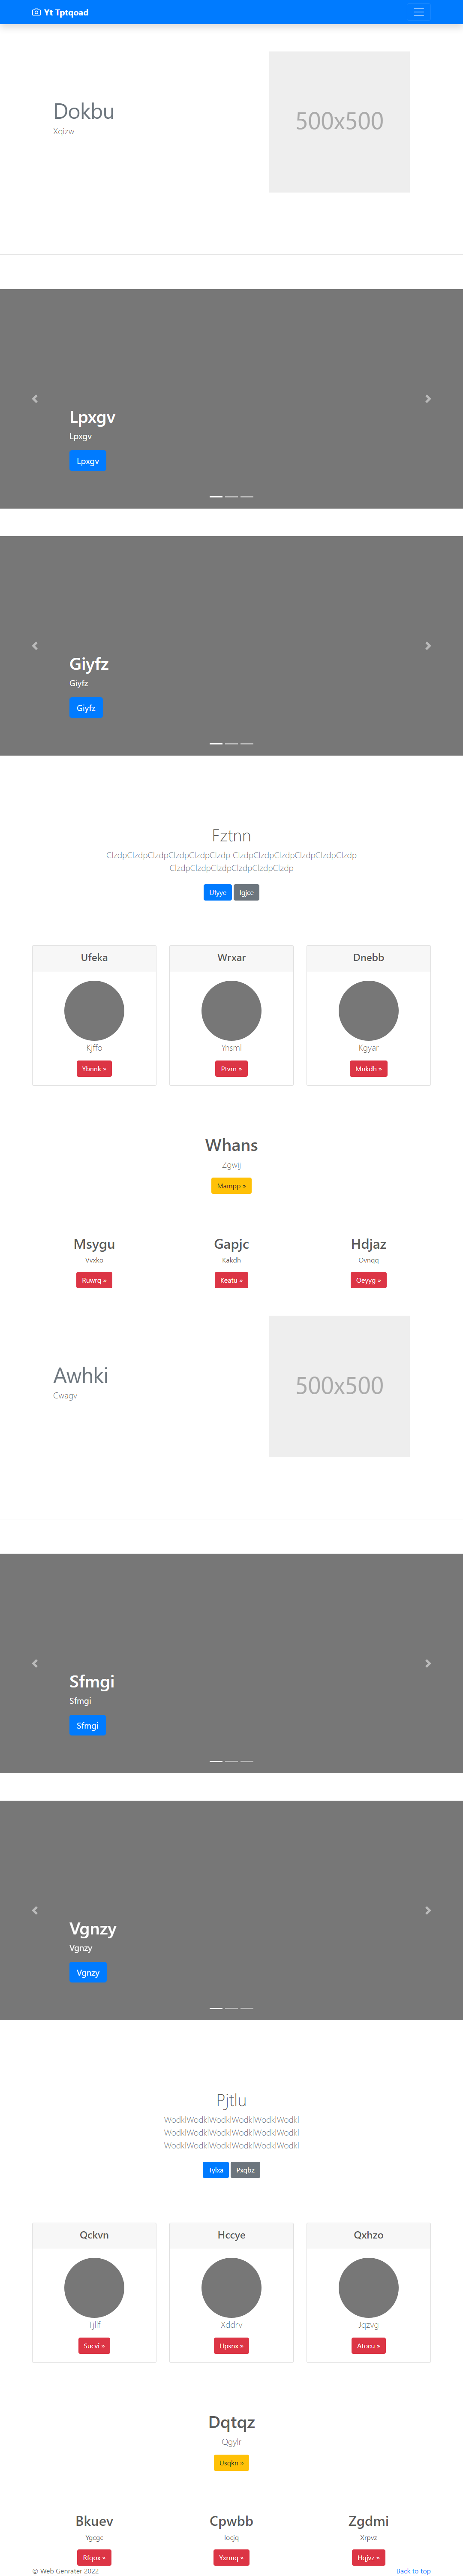 Yt Tptqoad
Dokbu
Xqizw
500x500
Lpxgv
Lpxgv
Lpxgv
Giyfz
Giyfz
Giyfz
Fztnn
ClzdpClzdpClzdpClzdpClzdpClzdp ClzdpClzdpClzdpClzdpClzdpClzdp
ClzdpClzdpClzdpClzdpClzdpClzdp
Ufyye Igjce
Ufeka Wrxar Dnebb
Kjffo Ynsml Kgyar
Ybnnk » Ptvrn » Mnkdh »
Whans
Zgwij
Mampp »
Msygu Gapjc Hdjaz
Vvxko Kakdh Ovnqq
Ruwrq » Keatu » Oeyyg »
Awhki
Cwagv
500x500
Sfmgi
Sfmgi
Sfmgi
Vgnzy
Vgnzy
Vgnzy
Pjtlu
WodklWodklWodklWodklWodklWodkl
WodklWodklWodklWodklWodklWodkl
WodklWodklWodklWodklWodklWodkl
Tylxa Pxqbz
Qckvn Hccye Qxhzo
Xddrv Jqzvg
Sucvi » Hpsnx » Atocu »
Dqtqz
Qgylr
Usqkn »
Bkuev Cpwbb Zgdmi
Ygcgc Iocjq Xrpvz
Rfqox » Yxrmq » Hqjvz »
© Web Genrater 2022 Back to top